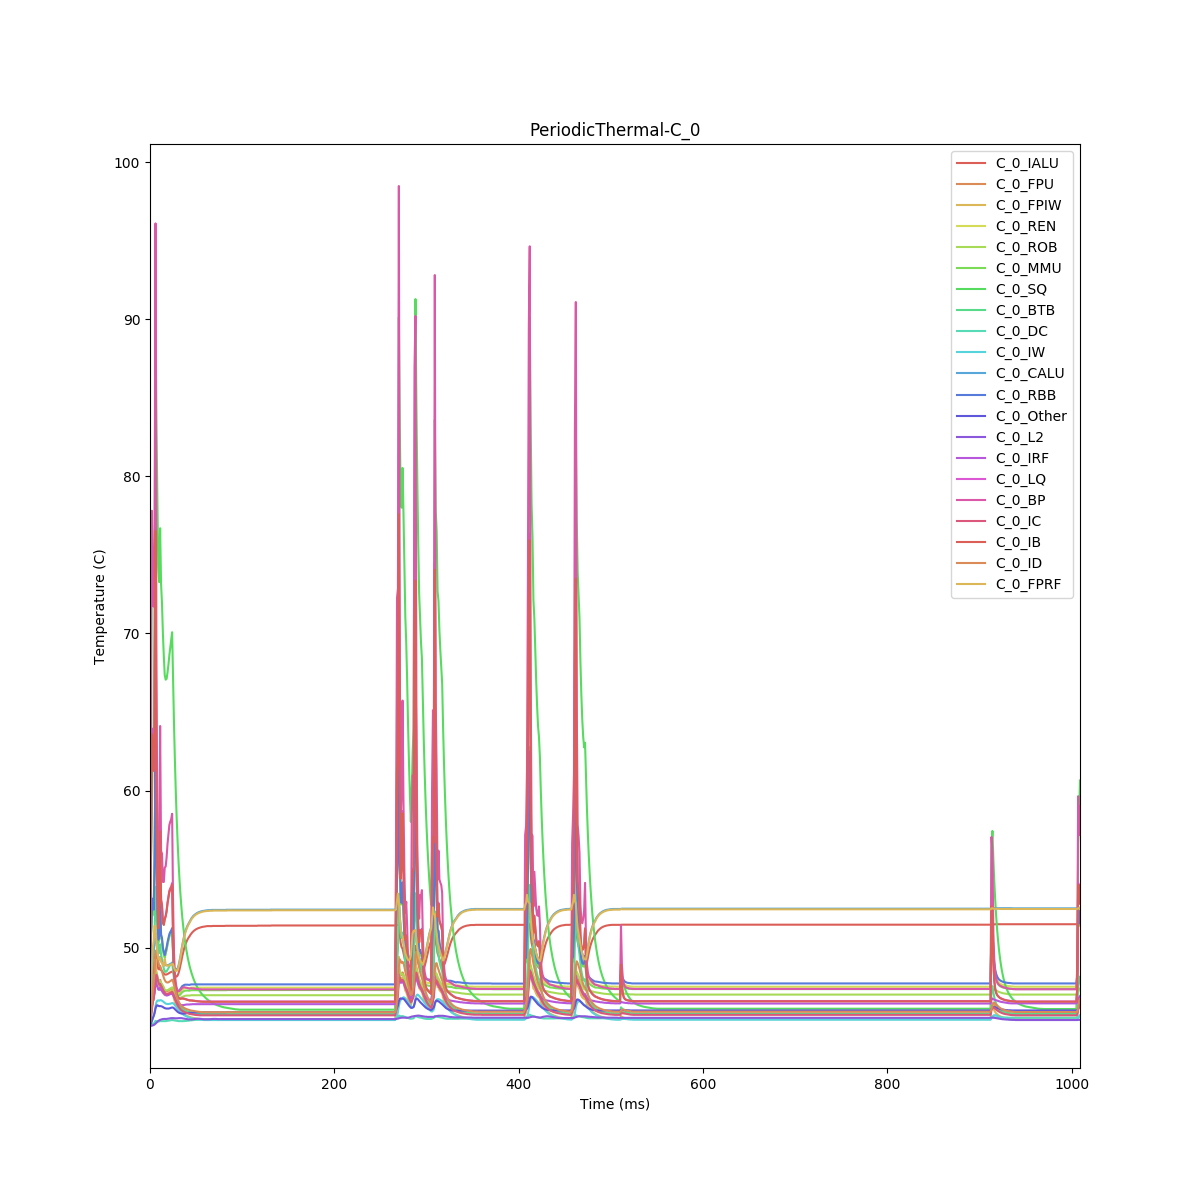 PeriodicThermal-C_0
100
90
80
70
60
50
Temperature (C)
0
200
400
600
800
1000
Time (ms)
C_0_IALU
C_0_FPU
C_0_FPIW
C_0_REN
C_0_ROB
C_0_MMU
C_0_SQ
C_0_BTB
C_0_DC
C_0_IW
C_0_CALU
C_0_RBB
C_0_Other
C_0_L2
C_0_IRF
C_0_LQ
C_0_BP
C_0_IC
C_0_IB
C_0_ID
C_0_FPRF